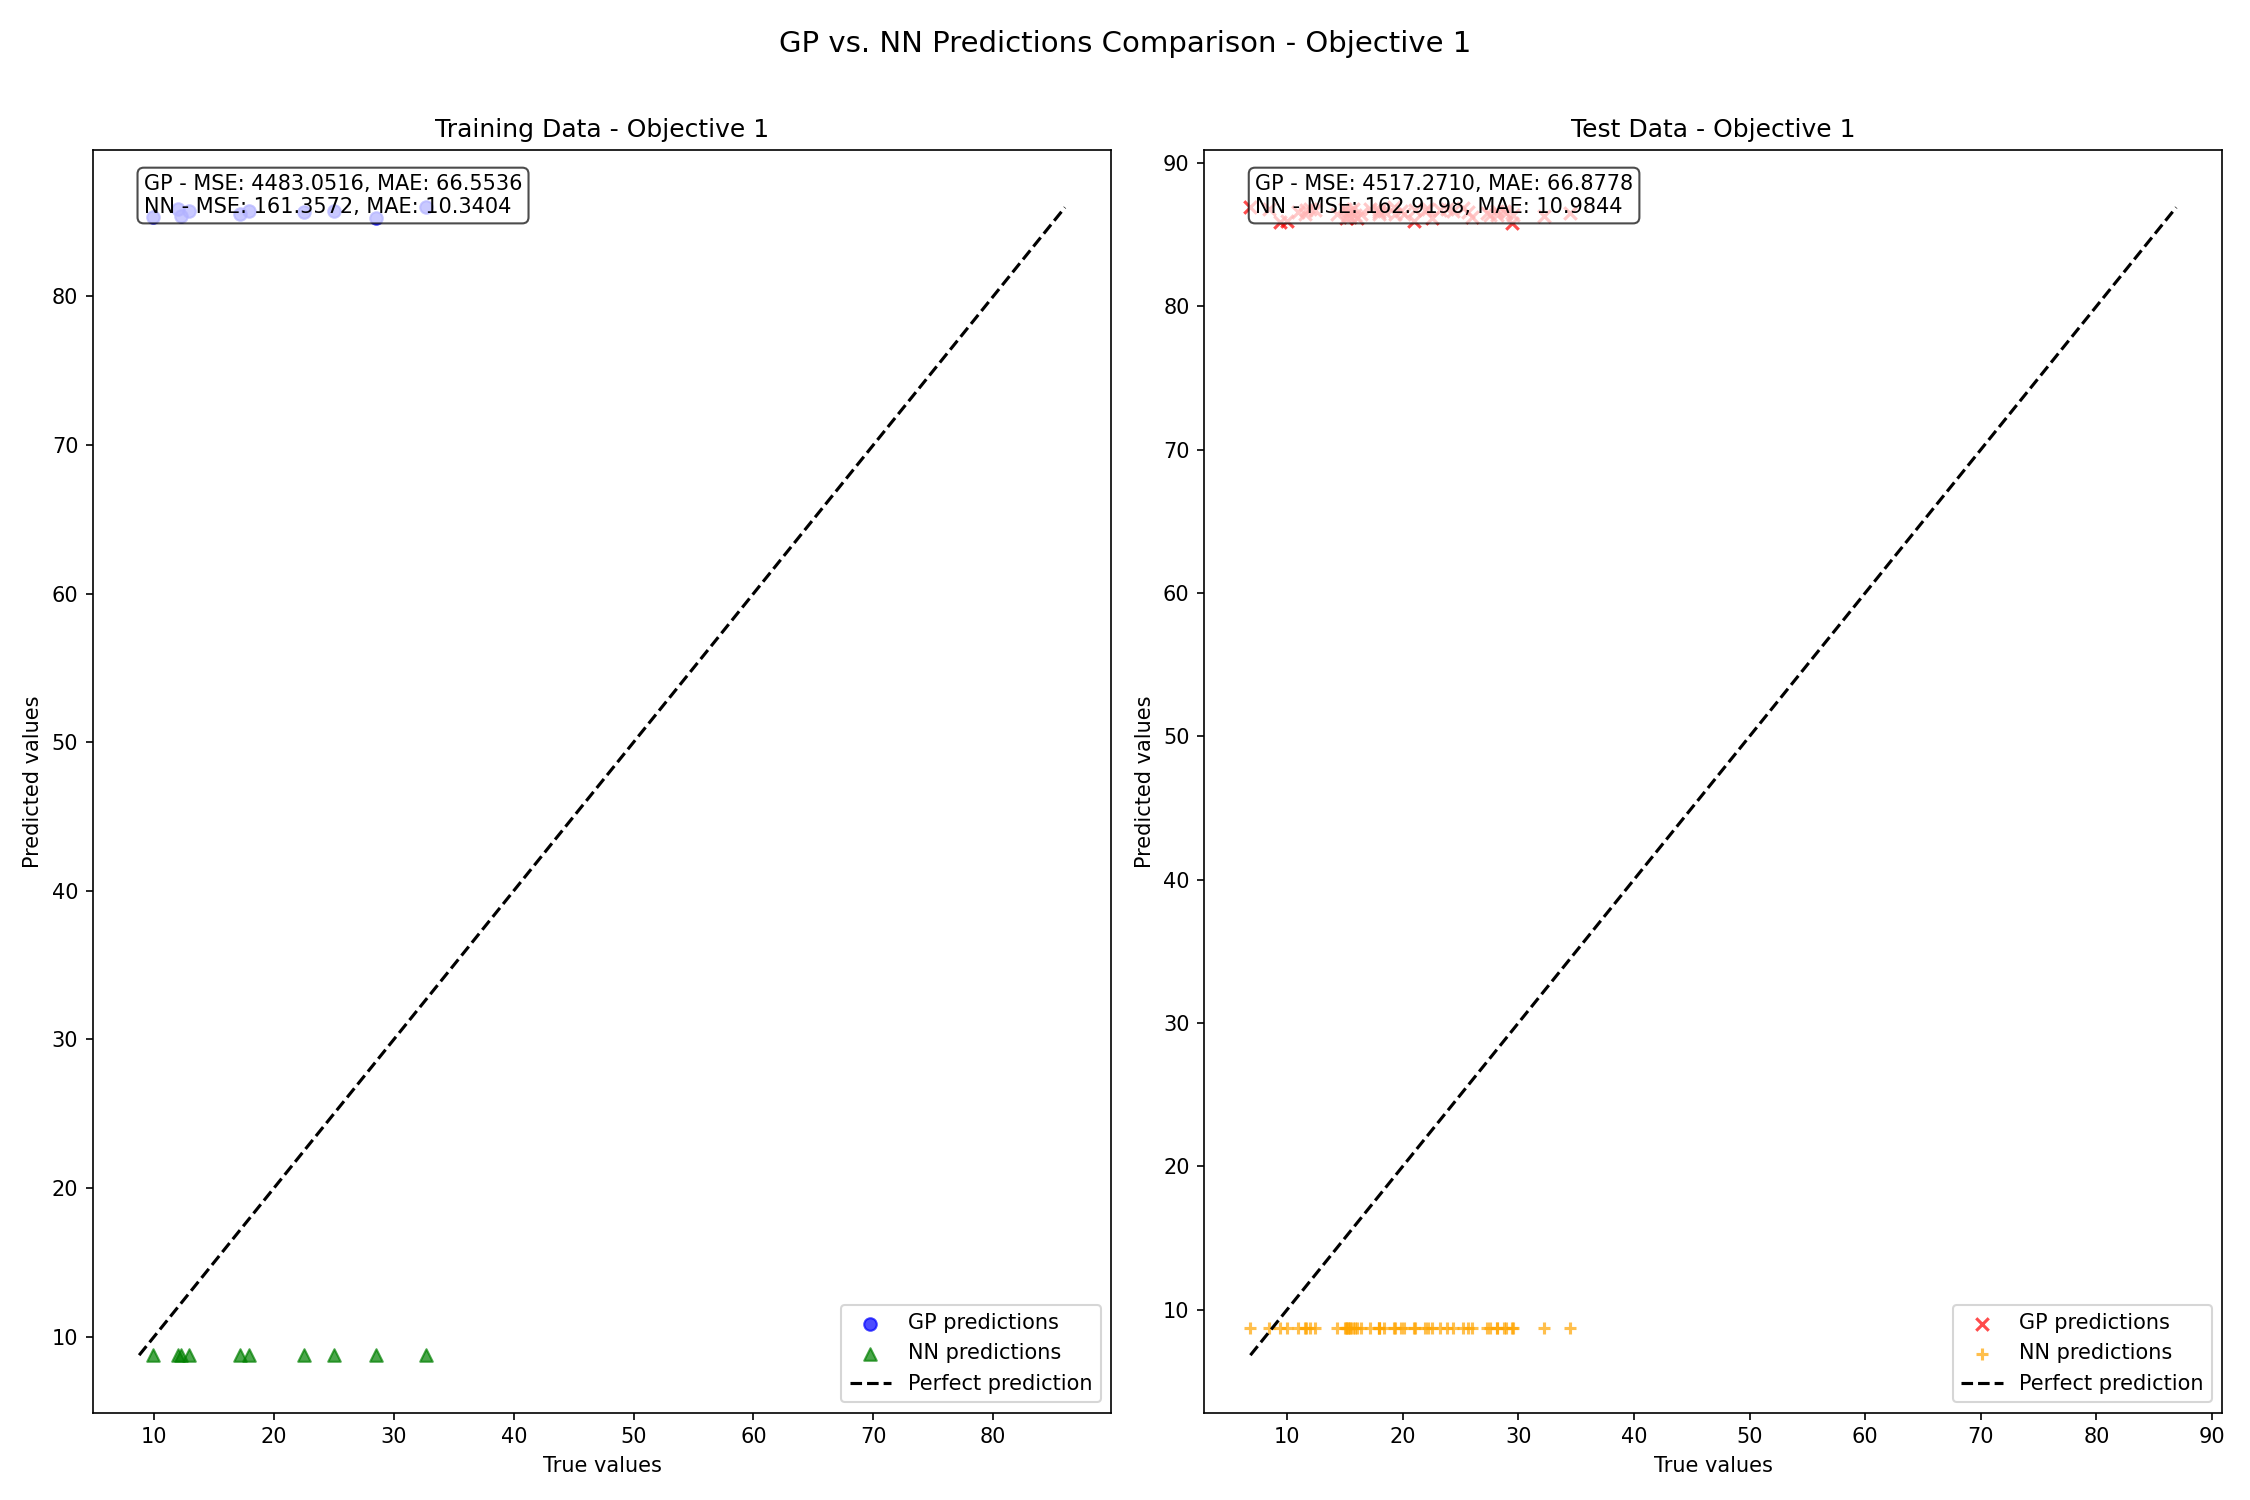 GP vs. NN Predictions Comparison - Objective 1
Training Data - Objective 1
GP - MSE: 4483.0516, MAE: 66.5536
NN - MSE: 161.3572, MAE: 10.3404
80
70
60
50
40
30
20
10
Predicted values
10 20 30 40 50 60 70 80
True values
GP predictions
NN predictions
Perfect prediction
Test Data - Objective 1
GP - MSE: 4517.2710, MAE: 66.8778
NN - MSE: 162.9198, MAE: 10.9844
90
80
70
60
50
40
30
20
10
Predicted values
10 20 30 40 50 60 70 80 90
True values
GP predictions
NN predictions
Perfect prediction